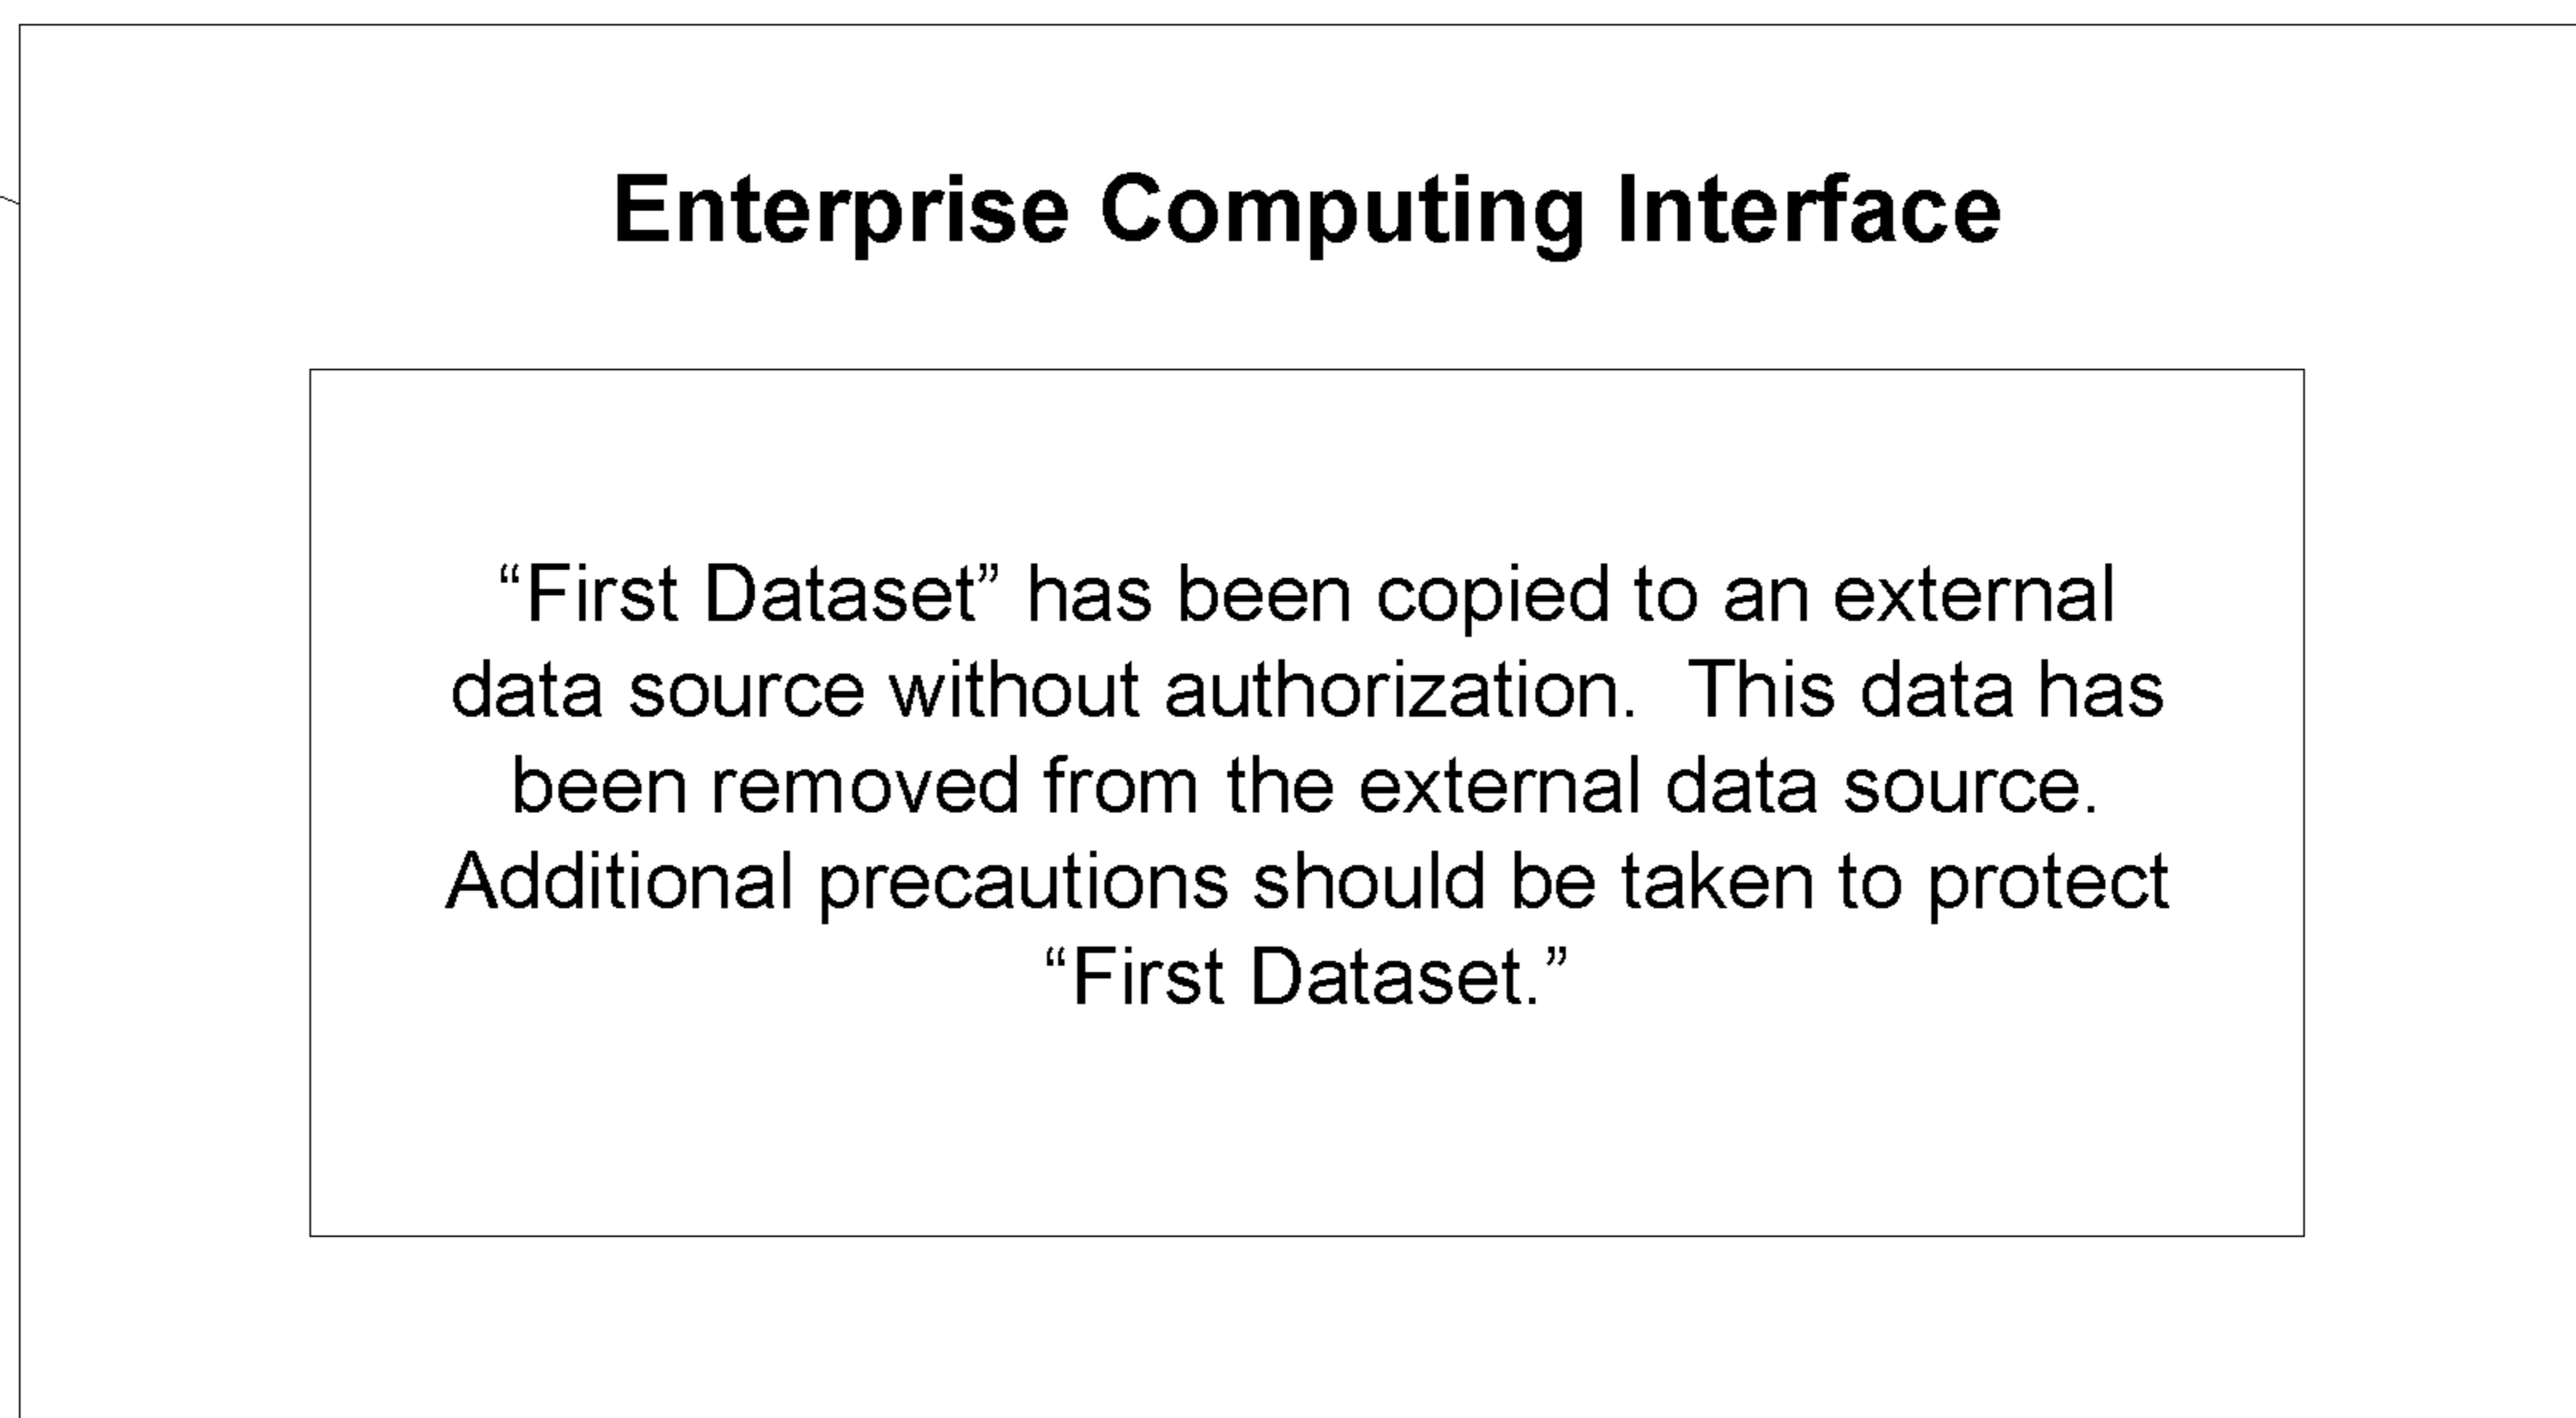 Enterprise Computing Interface
“First Dataset” has been copied to an external
data source without authorization.  This data has
been removed from the external data source.
Additional precautions should be taken to protect
“First Dataset.”